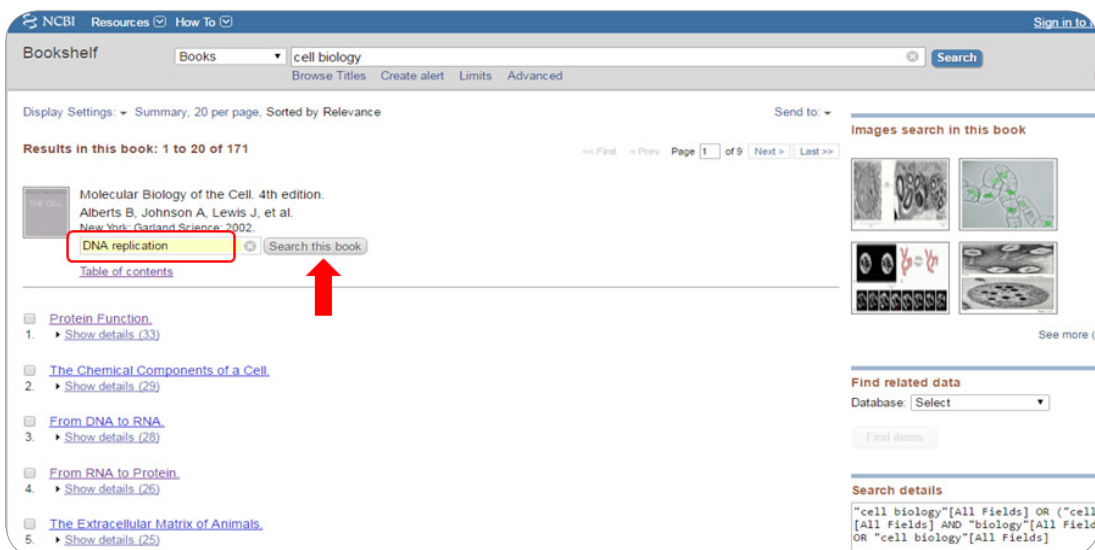 NCBI Resources How To Sign in to
Bookshelf Books cell biology Search
Browse Titles Create alert Limits Advanced
Display Settings: Summary, 20 per page, Sorted by Relevance Send to:
Results in this book: 1 to 20 of 171 << First < Prev Page 1 of 9 Next > Last >>
THE CELL
Molecular Biology of the Cell. 4th edition.
Alberts B, Johnson A, Lewis J, et al.
New York: Garland Science; 2002.
DNA replication Search this book
Table of contents
Protein Function.
1. Show details (33)
The Chemical Components of a Cell.
2. Show details (29)
From DNA to RNA.
3. Show details (28)
From RNA to Protein.
4. Show details (26)
The Extracellular Matrix of Animals.
5. Show details (25)
Images search in this book
See more (
Find related data
Database: Select
Find items
Search details
"cell biology"[All Fields] OR ("cell
[All Fields] AND "biology"[All Field
OR "cell biology"[All Fields]